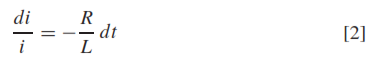 di/i = −R/L dt [2]